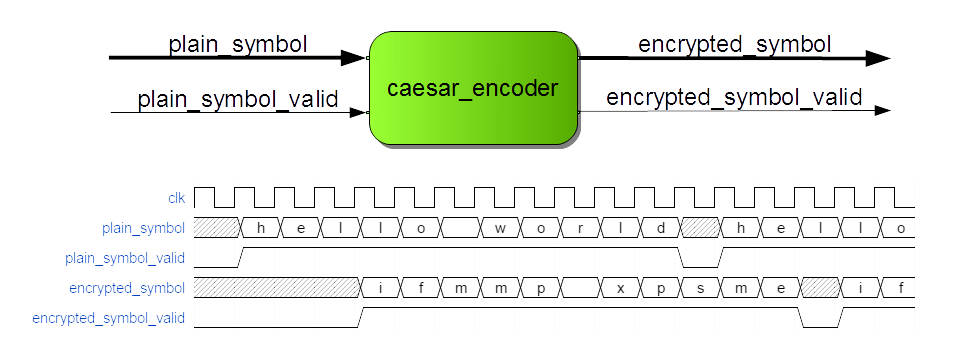 plain_symbol
encrypted_symbol
caesar_encoder
plain_symbol_valid
encrypted_symbol_valid
clk
plain_symbol h e l l o w o r l d h e l l o
plain_symbol_valid
encrypted_symbol i f m m p x p s m e i f
encrypted_symbol_valid